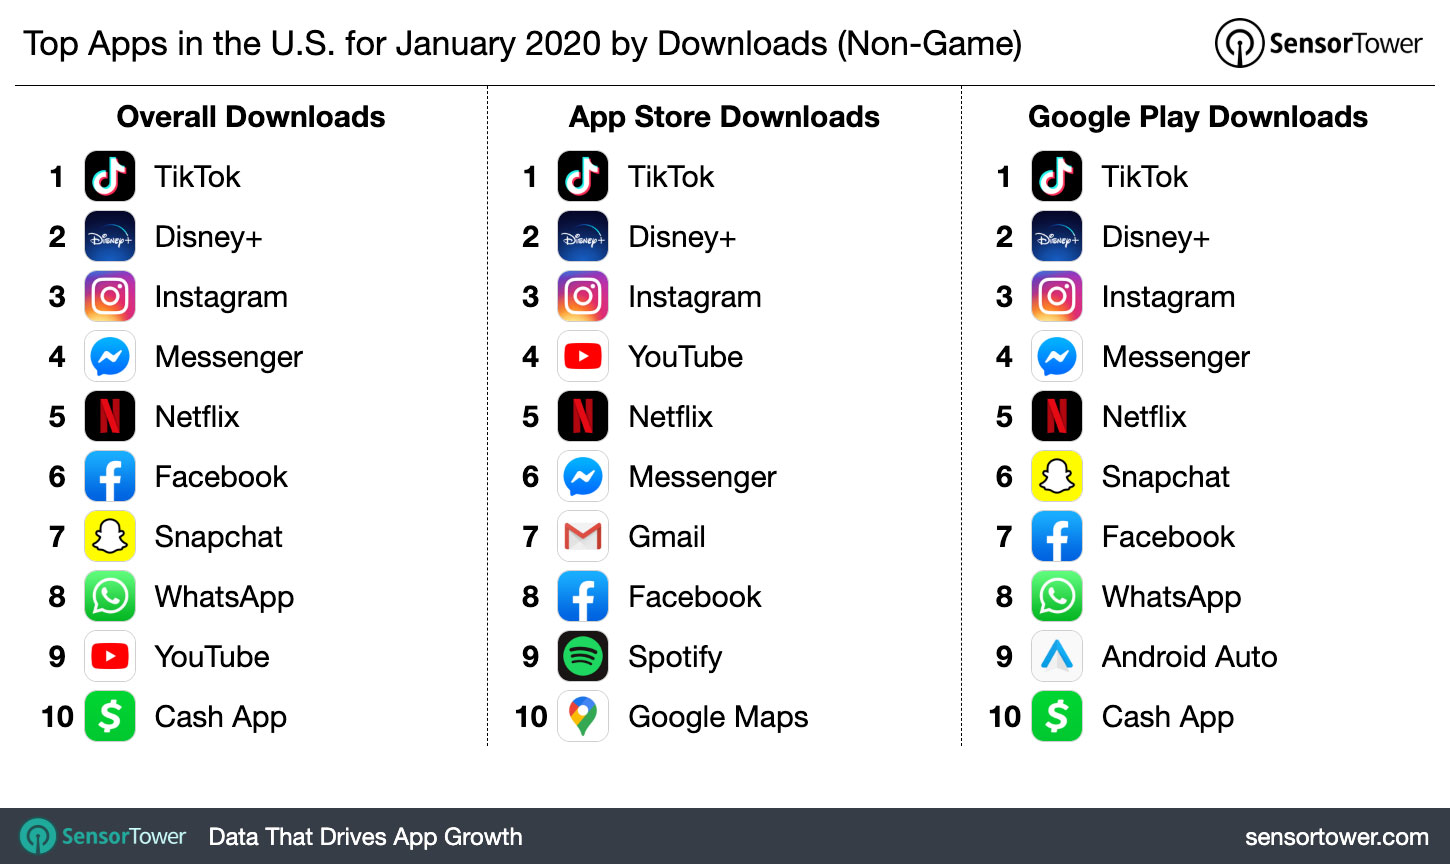 Top Apps in the U.S. for January 2020 by Downloads (Non-Game)
SensorTower
Overall Downloads
1 TikTok
2 Disney+
3 Instagram
4 Messenger
5 Netflix
6 Facebook
7 Snapchat
8 WhatsApp
9 YouTube
10 Cash App
App Store Downloads
1 TikTok
2 Disney+
3 Instagram
4 YouTube
5 Netflix
6 Messenger
7 Gmail
8 Facebook
9 Spotify
10 Google Maps
Google Play Downloads
1 TikTok
2 Disney+
3 Instagram
4 Messenger
5 Netflix
6 Snapchat
7 Facebook
8 WhatsApp
9 Android Auto
10 Cash App
SensorTower Data That Drives App Growth
sensortower.com